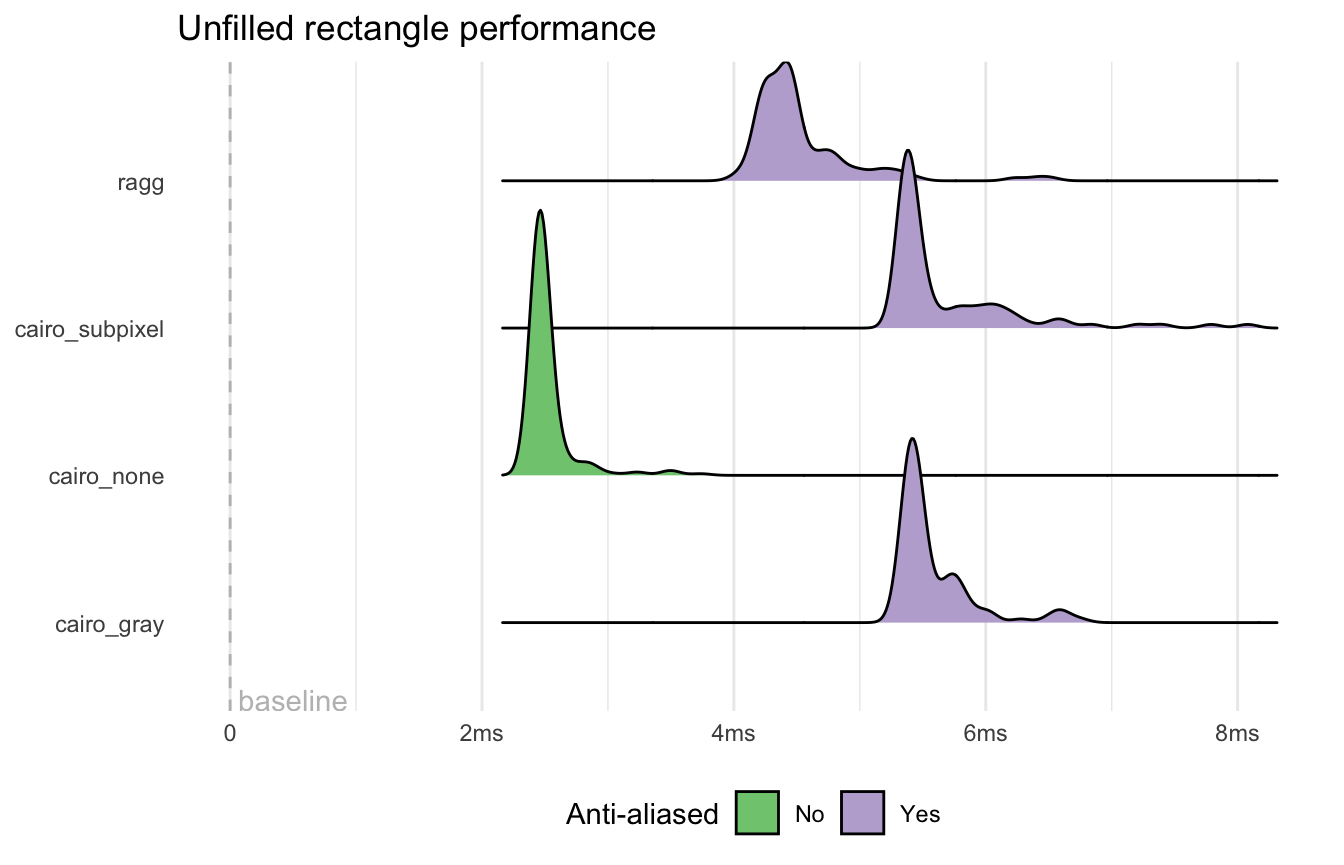 Unfilled rectangle performance
ragg
cairo_subpixel
cairo_none
cairo_gray
baseline
0 2ms 4ms 6ms 8ms
Anti-aliased No Yes